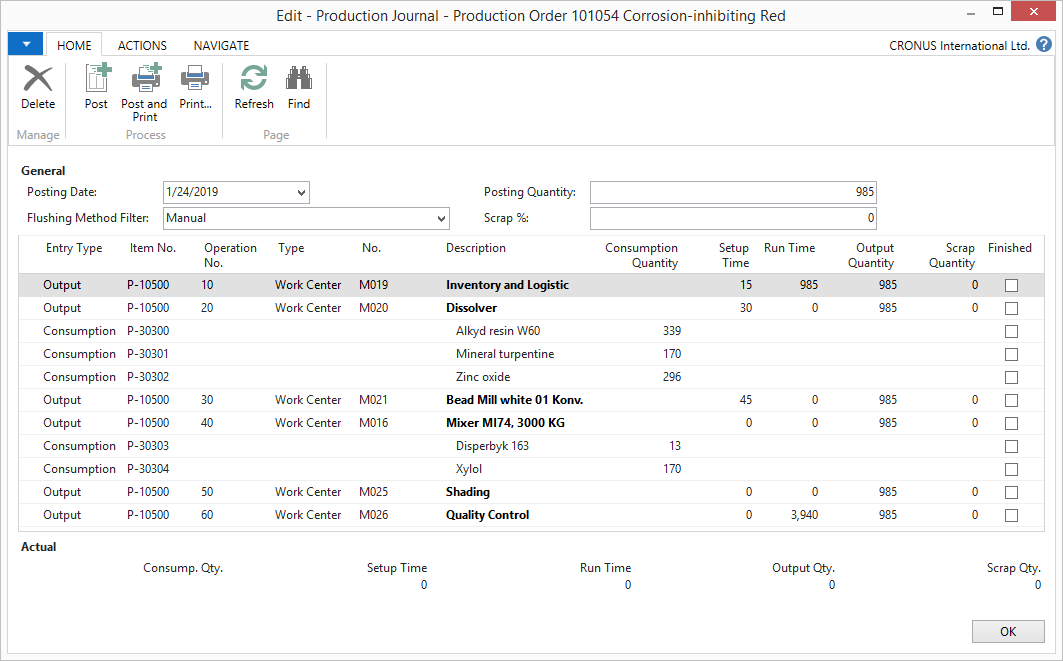 Edit - Production Journal - Production Order 101054 Corrosion-inhibiting Red
HOME ACTIONS NAVIGATE CRONUS International Ltd. ?
Delete Post Post and Print Print... Refresh Find
Manage Process Page
General
Posting Date: 1/24/2019 Posting Quantity: 985
Flushing Method Filter: Manual Scrap %: 0
Entry Type Item No. Operation No. Type No. Description Consumption Quantity Setup Time Run Time Output Quantity Scrap Quantity Finished
Output P-10500 10 Work Center M019 Inventory and Logistic 15 985 985 0
Output P-10500 20 Work Center M020 Dissolver 30 0 985 0
Consumption P-30300 Alkyd resin W60 339
Consumption P-30301 Mineral turpentine 170
Consumption P-30302 Zinc oxide 296
Output P-10500 30 Work Center M021 Bead Mill white 01 Konv. 45 0 985 0
Output P-10500 40 Work Center M016 Mixer MI74, 3000 KG 0 0 985 0
Consumption P-30303 Disperbyk 163 13
Consumption P-30304 Xylol 170
Output P-10500 50 Work Center M025 Shading 0 0 985 0
Output P-10500 60 Work Center M026 Quality Control 0 3,940 985 0
Actual
Consump. Qty. Setup Time Run Time Output Qty. Scrap Qty.
0 0 0 0
OK